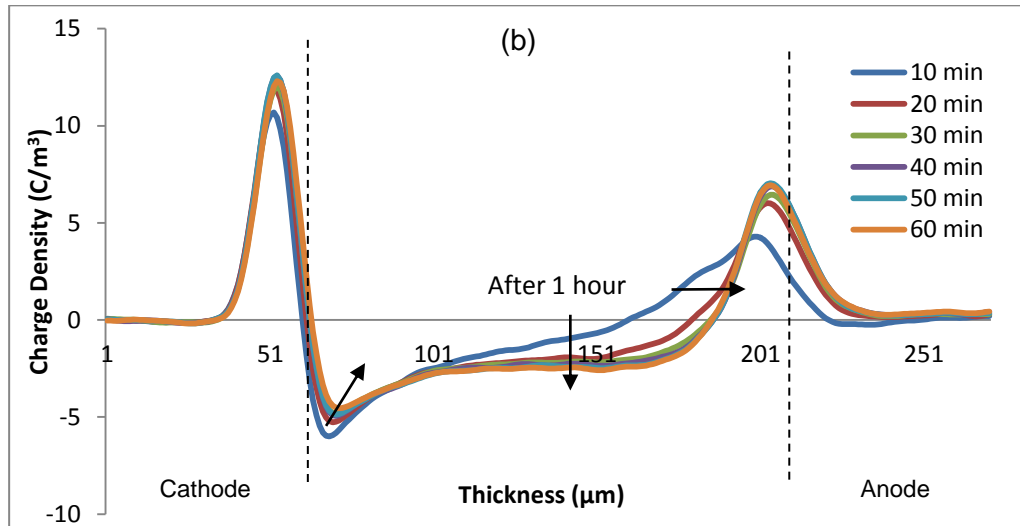 (b)
15
10
5
0
-5
-10
Charge Density (C/m³)
1
51
101
151
201
251
Thickness (µm)
Cathode
Anode
After 1 hour
10 min
20 min
30 min
40 min
50 min
60 min